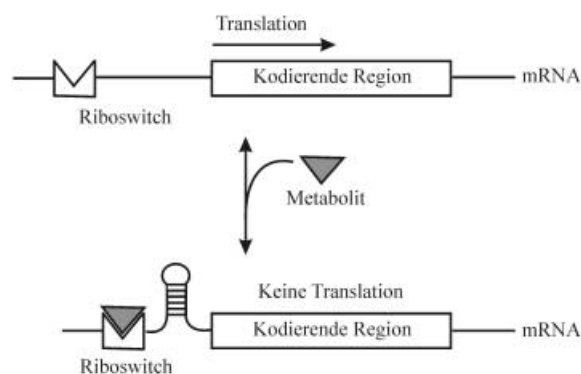 Translation
Kodierende Region
mRNA
Riboswitch
Metabolit
Keine Translation
Kodierende Region
mRNA
Riboswitch